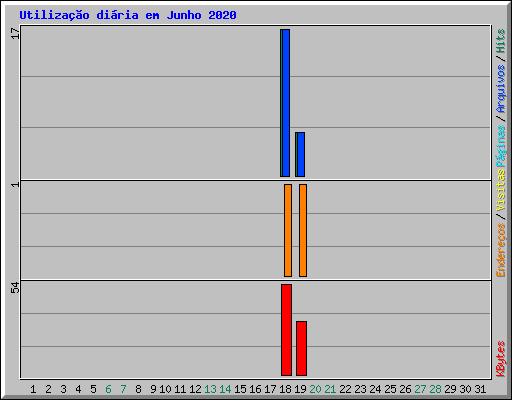 Utilização diária em Junho 2020
17
1
54
Endereços / Visitas Páginas / Arquivos / Hits
KBytes
1 2 3 4 5 6 7 8 9 10 11 12 13 14 15 16 17 18 19 20 21 22 23 24 25 26 27 28 29 30 31